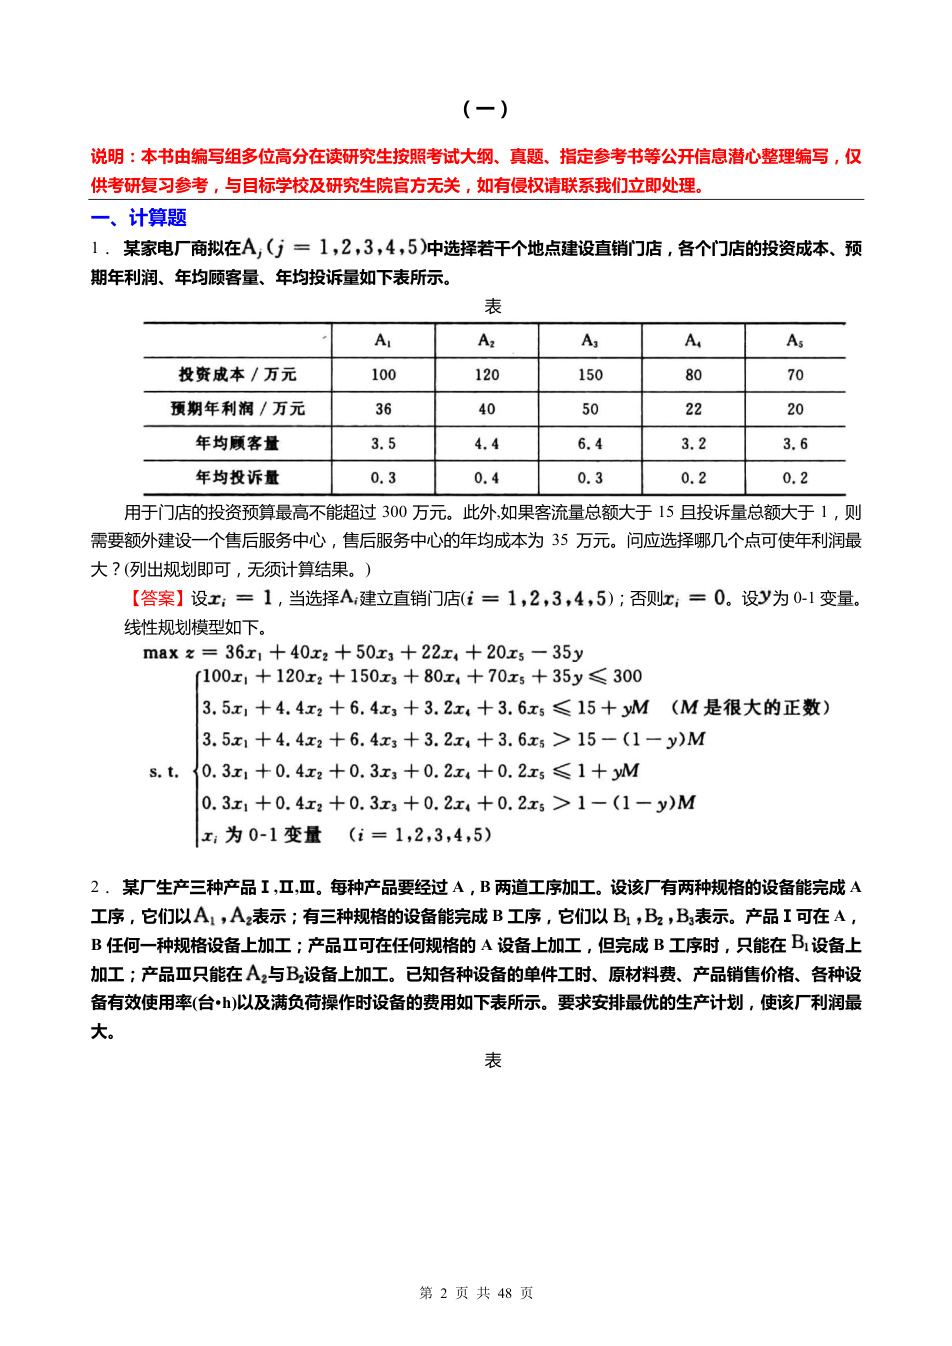 （一）
说明：本书由编写组多位高分在读研究生按照考试大纲、真题、指定参考书等公开信息潜心整理编写，仅
供考研复习参考，与目标学校及研究生院官方无关，如有侵权请联系我们立即处理。
一、计算题
1． 某家电厂商拟在Aⱼ(j = 1,2,3,4,5)中选择若干个地点建设直销门店，各个门店的投资成本、预
期年利润、年均顾客量、年均投诉量如下表所示。
表
A₁ A₂ A₃ A₄ A₅
投资成本 / 万元 100 120 150 80 70
预期年利润 / 万元 36 40 50 22 20
年均顾客量 3.5 4.4 6.4 3.2 3.6
年均投诉量 0.3 0.4 0.3 0.2 0.2
用于门店的投资预算最高不能超过 300 万元。此外,如果客流量总额大于 15 且投诉量总额大于 1，则
需要额外建设一个售后服务中心，售后服务中心的年均成本为 35 万元。问应选择哪几个点可使年利润最
大？(列出规划即可，无须计算结果。)
【答案】设xᵢ = 1，当选择Aᵢ建立直销门店(i = 1,2,3,4,5)；否则xᵢ = 0。设y为 0-1 变量。
线性规划模型如下。
max z = 36x₁ + 40x₂ + 50x₃ + 22x₄ + 20x₅ − 35y
100x₁ + 120x₂ + 150x₃ + 80x₄ + 70x₅ + 35y ⩽ 300
3.5x₁ + 4.4x₂ + 6.4x₃ + 3.2x₄ + 3.6x₅ ⩽ 15 + yM （M 是很大的正数）
3.5x₁ + 4.4x₂ + 6.4x₃ + 3.2x₄ + 3.6x₅ > 15 − (1 − y)M
s.t. 0.3x₁ + 0.4x₂ + 0.3x₃ + 0.2x₄ + 0.2x₅ ⩽ 1 + yM
0.3x₁ + 0.4x₂ + 0.3x₃ + 0.2x₄ + 0.2x₅ > 1 − (1 − y)M
xᵢ 为 0-1 变量 (i = 1,2,3,4,5)
2． 某厂生产三种产品Ⅰ,Ⅱ,Ⅲ。每种产品要经过 A，B 两道工序加工。设该厂有两种规格的设备能完成 A
工序，它们以A₁，A₂表示；有三种规格的设备能完成 B 工序，它们以 B₁,B₂,B₃表示。产品Ⅰ可在 A，
B 任何一种规格设备上加工；产品Ⅱ可在任何规格的 A 设备上加工，但完成 B 工序时，只能在 B₁设备上
加工；产品Ⅲ只能在 A₂与B₂设备上加工。已知各种设备的单件工时、原材料费、产品销售价格、各种设
备有效使用率(台•h)以及满负荷操作时设备的费用如下表所示。要求安排最优的生产计划，使该厂利润最
大。
表
第 2 页 共 48 页